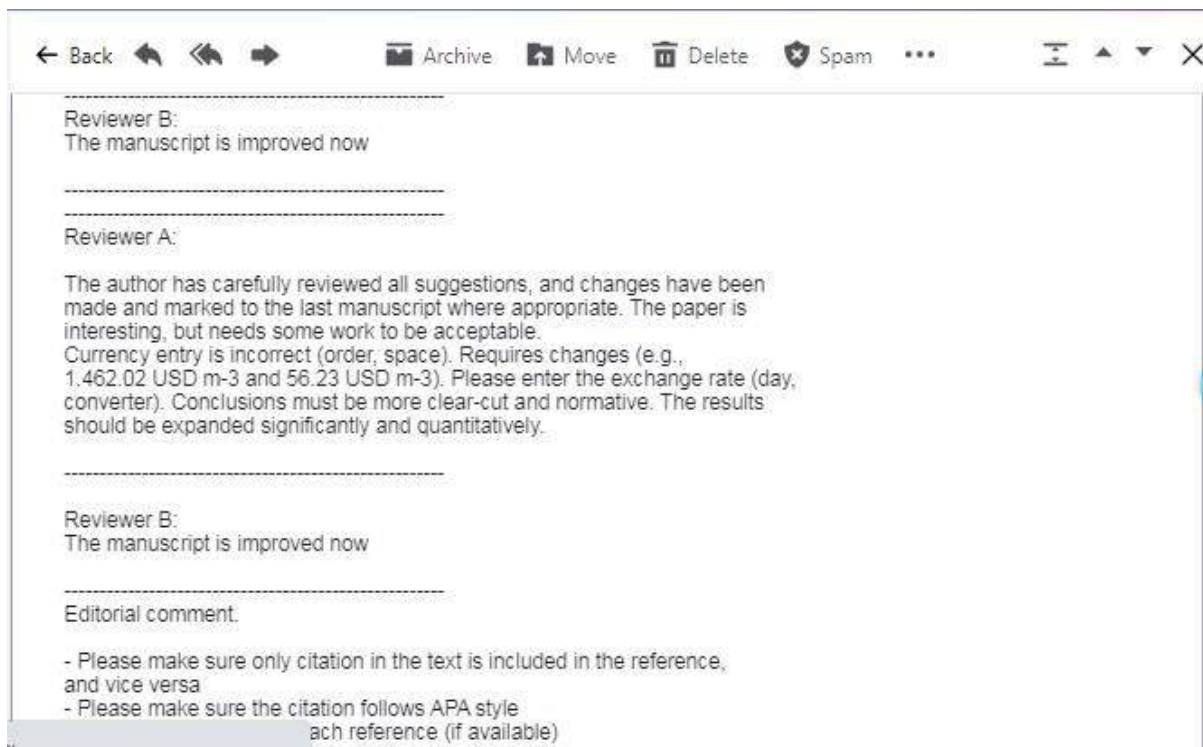 Back Archive Move Delete Spam
--------------------------------------------------------
Reviewer B:
The manuscript is improved now
--------------------------------------------------------
--------------------------------------------------------
Reviewer A:
The author has carefully reviewed all suggestions, and changes have been
made and marked to the last manuscript where appropriate. The paper is
interesting, but needs some work to be acceptable.
Currency entry is incorrect (order, space). Requires changes (e.g.,
1.462.02 USD m-3 and 56.23 USD m-3). Please enter the exchange rate (day,
converter). Conclusions must be more clear-cut and normative. The results
should be expanded significantly and quantitatively.
--------------------------------------------------------
Reviewer B:
The manuscript is improved now
--------------------------------------------------------
Editorial comment.
- Please make sure only citation in the text is included in the reference,
and vice versa
- Please make sure the citation follows APA style
reference (if available)